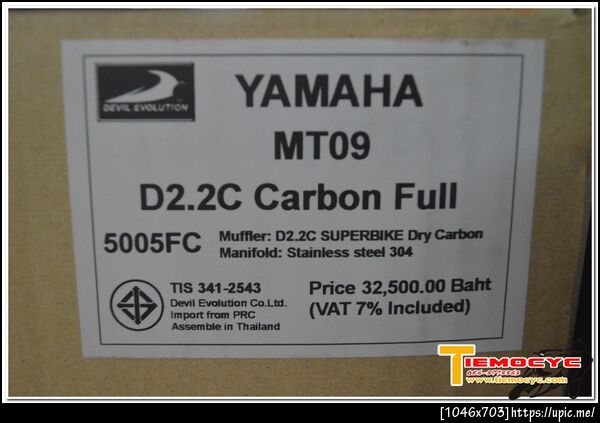 DEVIL EVOLUTION
YAMAHA
MT09
D2.2C Carbon Full
5005FC
Muffler: D2.2C SUPERBIKE Dry Carbon
Manifold: Stainless steel 304
TIS 341-2543
Devil Evolution Co.Ltd.
Import from PRC
Assemble in Thailand
Price 32,500.00 Baht
(VAT 7% Included)
TIEMOCYC
www.tiemocyc.com
[1046x703]https://upic.me/